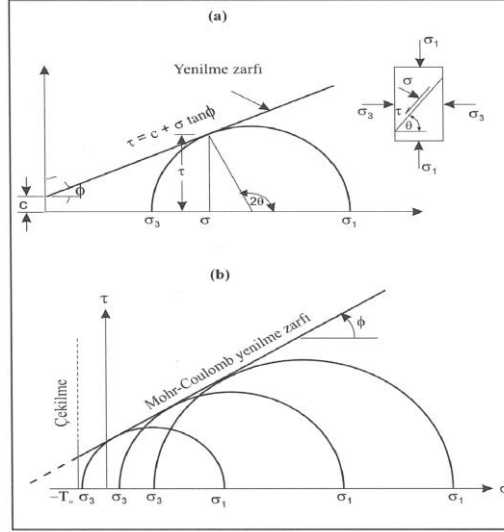 (a)
σ₁
Yenilme zarfı
τ = c + σ tanϕ
σ
τ
θ
σ₃
σ₃
σ₁
ϕ
τ
c
2θ
σ₃
σ
σ₁
(b)
τ
ϕ
Çekilme
Mohr-Coulomb yenilme zarfı
σ₃
σ₃
σ₃
σ₁
σ₁
σ₁